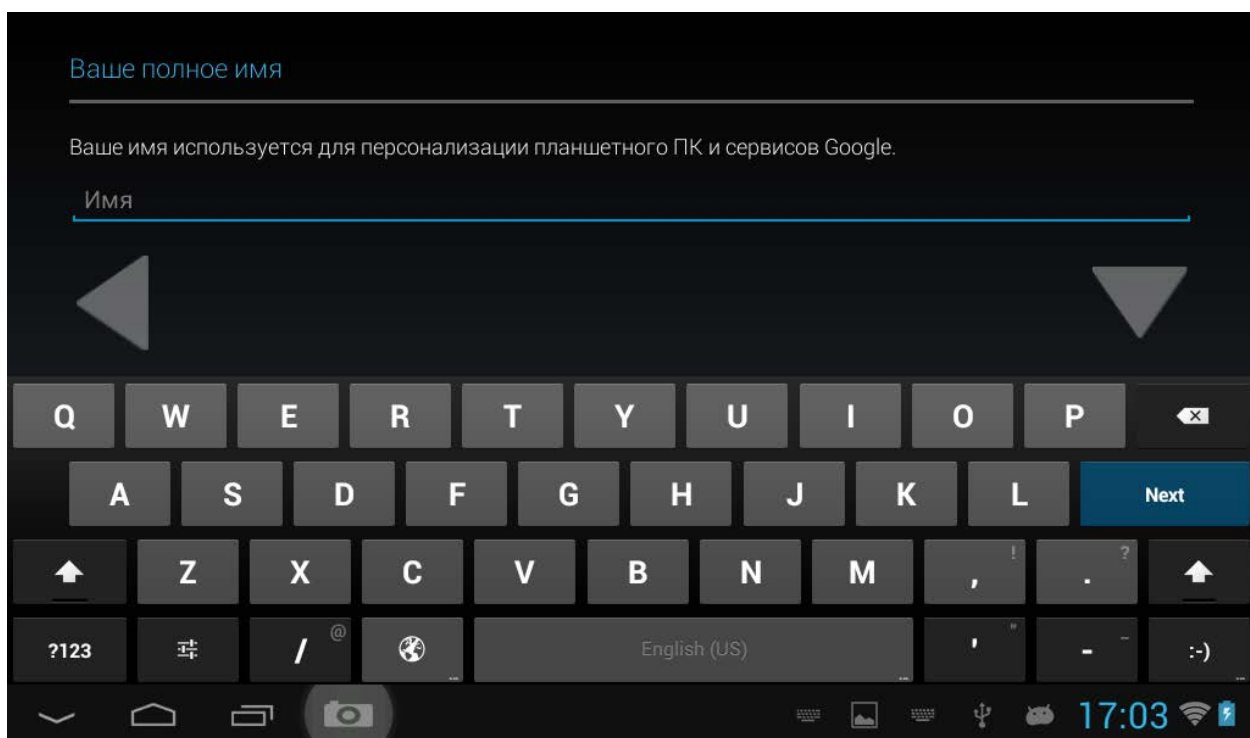 Ваше полное имя
Ваше имя используется для персонализации планшетного ПК и сервисов Google.
Имя
Q W E R T Y U I O P
A S D F G H J K L Next
Z X C V B N M , ! . ?
?123 / @ English (US) ' " - _ :-)
17:03